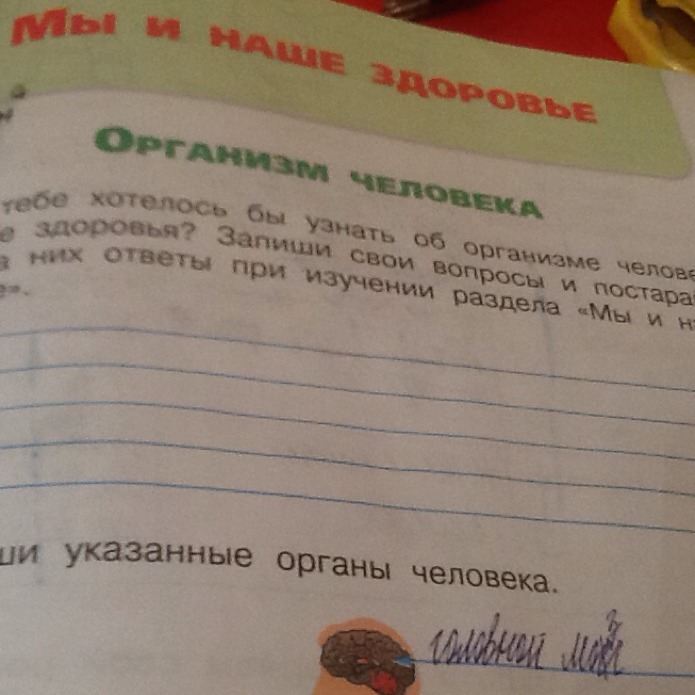 МЫ И НАШЕ ЗДОРОВЬЕ
ОРГАНИЗМ ЧЕЛОВЕКА
тебе хотелось бы узнать об организме челове
е здоровья? Запиши свои вопросы и постара
них ответы при изучении раздела «Мы и н
е».
ши указанные органы человека.
головной мозг